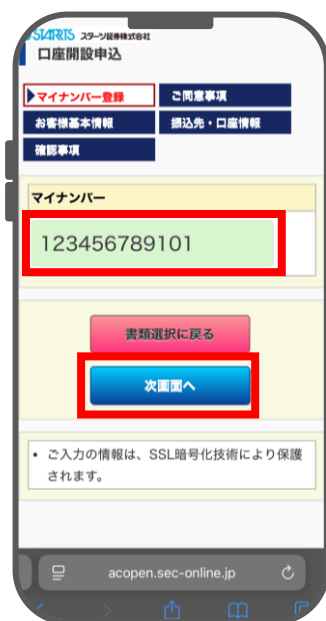 STARTS スターツ証券株式会社
口座開設申込
マイナンバー登録
ご同意事項
お客様基本情報
振込先・口座情報
確認事項
マイナンバー
123456789101
書類選択に戻る
次画面へ
• ご入力の情報は、SSL暗号化技術により保護
されます。
acopen.sec-online.jp